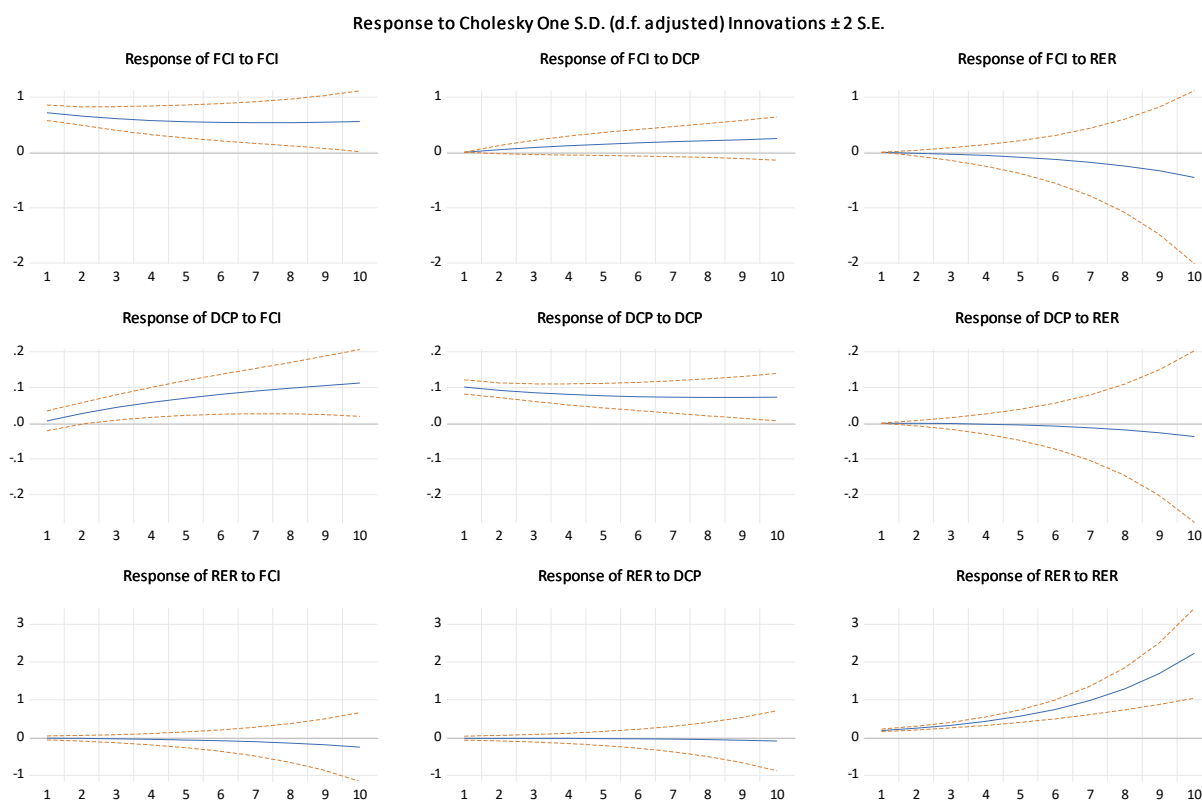 Response to Cholesky One S.D. (d.f. adjusted) Innovations ± 2 S.E.
Response of FCI to FCI
1
0
-1
-2
1 2 3 4 5 6 7 8 9 10
Response of FCI to DCP
1
0
-1
-2
1 2 3 4 5 6 7 8 9 10
Response of FCI to RER
1
0
-1
-2
1 2 3 4 5 6 7 8 9 10
Response of DCP to FCI
.2
.1
.0
-.1
-.2
1 2 3 4 5 6 7 8 9 10
Response of DCP to DCP
.2
.1
.0
-.1
-.2
1 2 3 4 5 6 7 8 9 10
Response of DCP to RER
.2
.1
.0
-.1
-.2
1 2 3 4 5 6 7 8 9 10
Response of RER to FCI
3
2
1
0
-1
1 2 3 4 5 6 7 8 9 10
Response of RER to DCP
3
2
1
0
-1
1 2 3 4 5 6 7 8 9 10
Response of RER to RER
3
2
1
0
-1
1 2 3 4 5 6 7 8 9 10